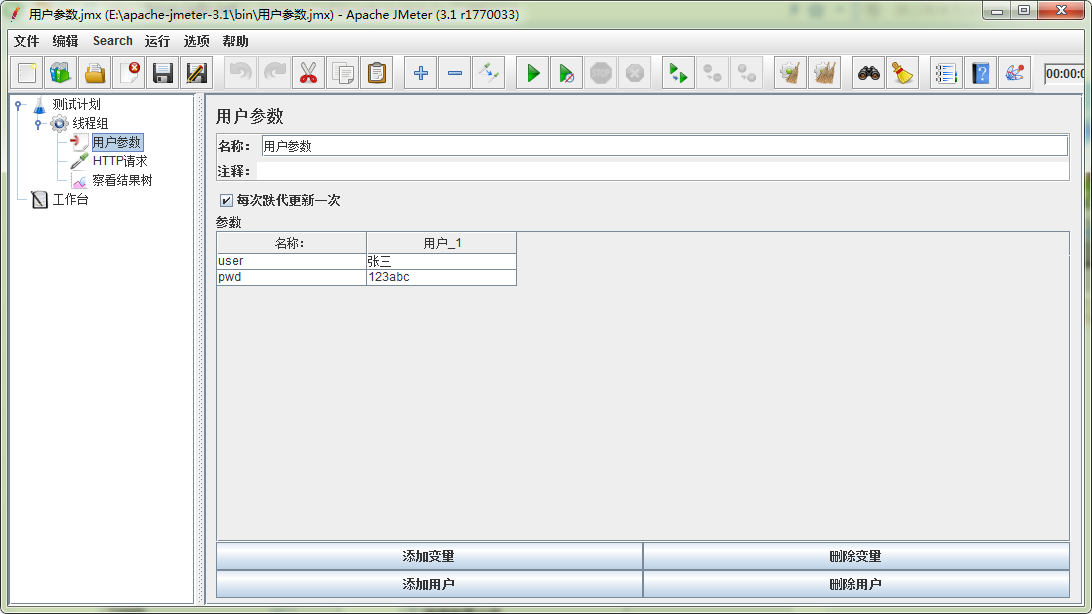 用户参数.jmx (E:\apache-jmeter-3.1\bin\用户参数.jmx) - Apache JMeter (3.1 r1770033)
文件 编辑 Search 运行 选项 帮助
STOP
00:00:0
测试计划
线程组
用户参数
HTTP请求
察看结果树
工作台
用户参数
名称： 用户参数
注释：
每次跌代更新一次
参数
名称: 用户_1
user 张三
pwd 123abc
添加变量 删除变量
添加用户 删除用户